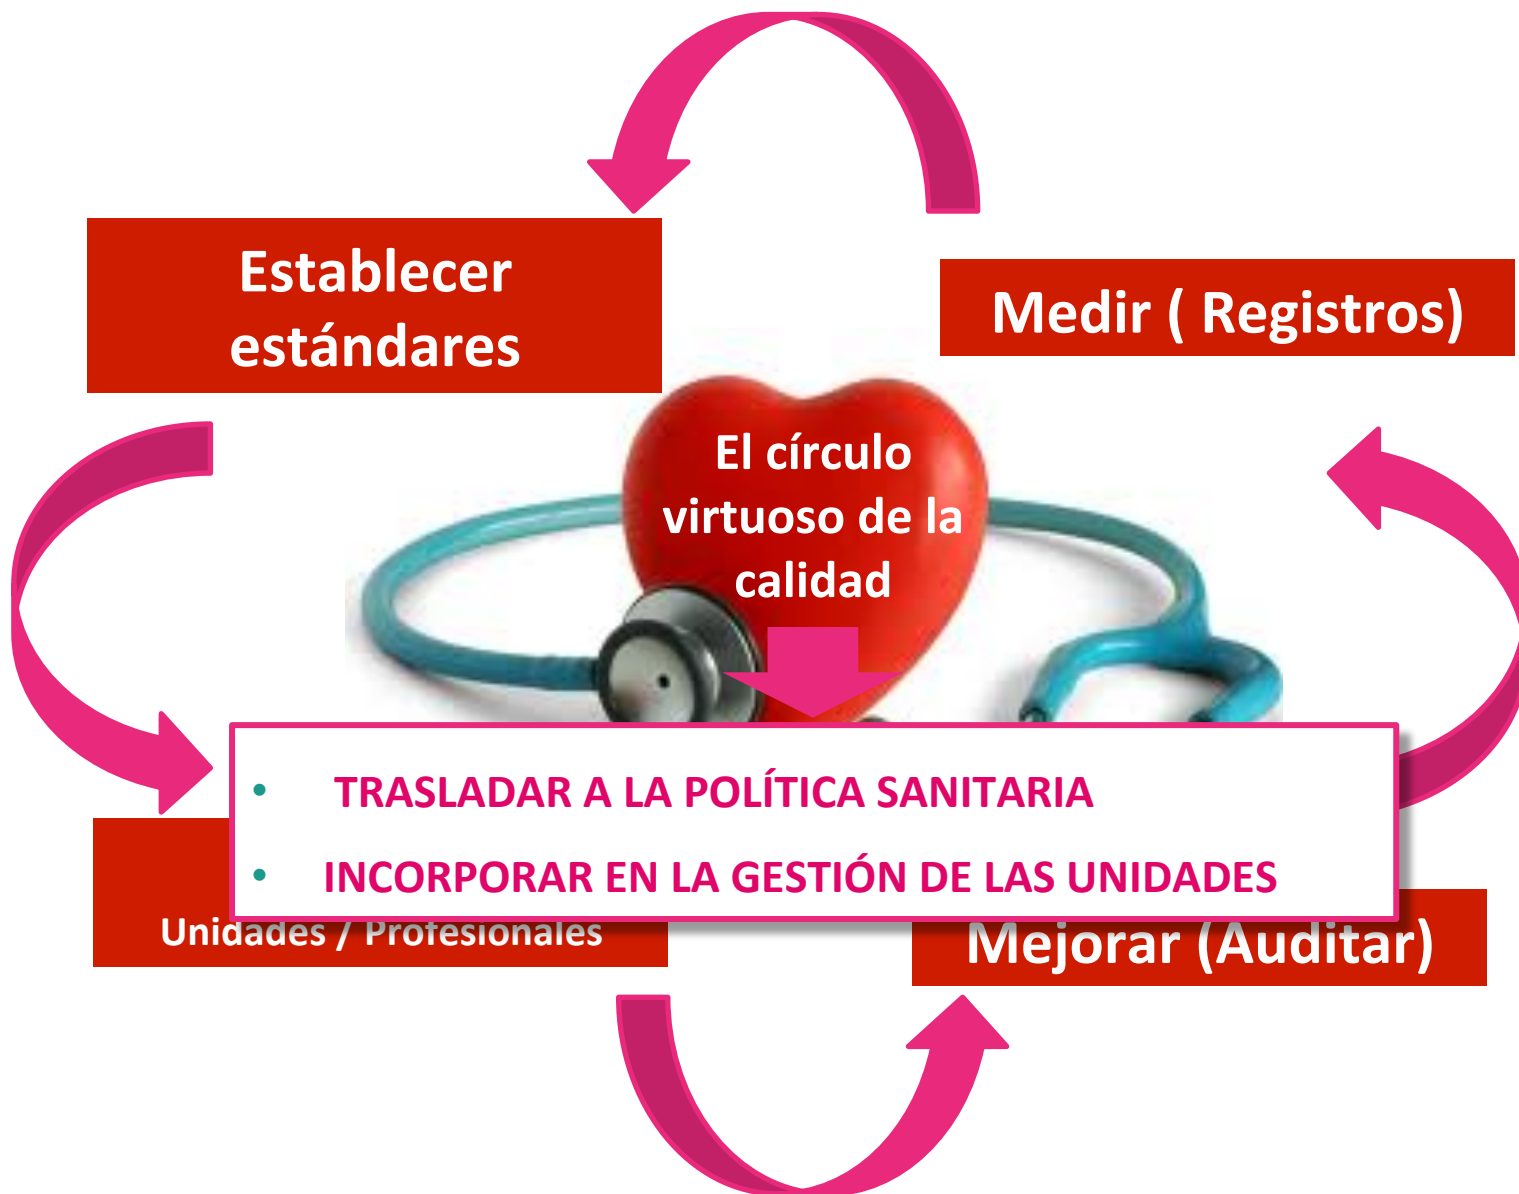 Establecer
estándares
Medir ( Registros)
El círculo
virtuoso de la
calidad
• TRASLADAR A LA POLÍTICA SANITARIA
• INCORPORAR EN LA GESTIÓN DE LAS UNIDADES
Unidades / Profesionales
Mejorar (Auditar)